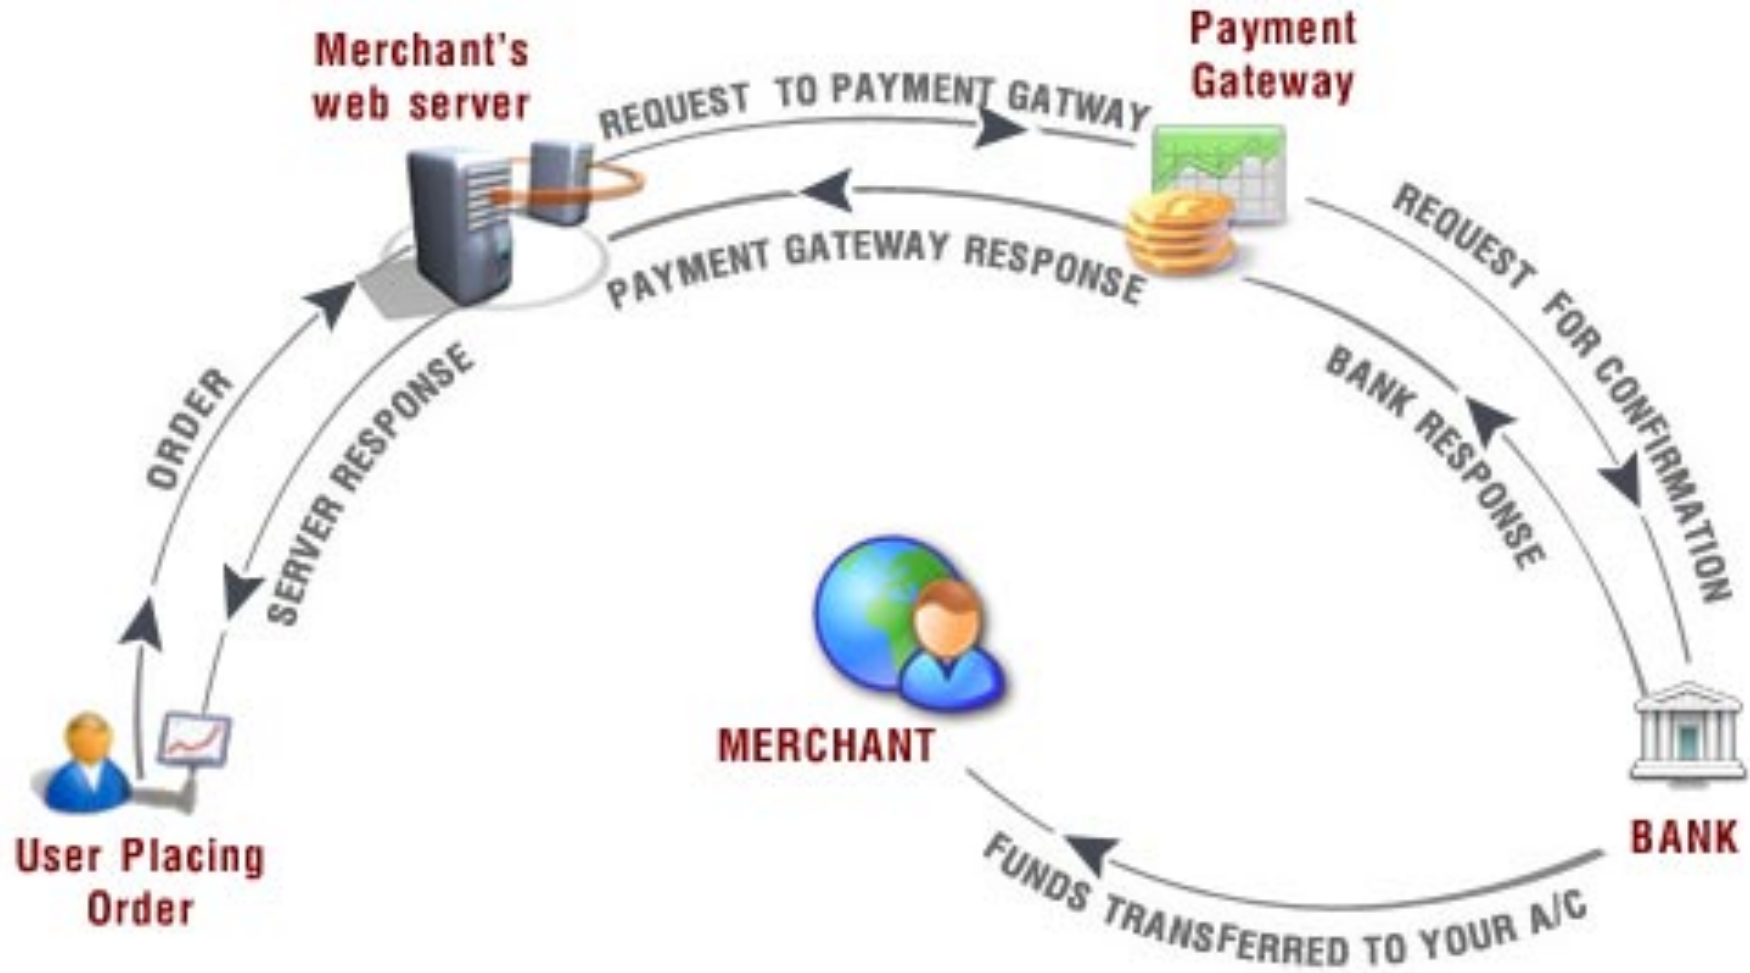 Merchant's
web server
Payment
Gateway
REQUEST TO PAYMENT GATWAY
PAYMENT GATEWAY RESPONSE
REQUEST FOR CONFIRMATION
BANK RESPONSE
ORDER
SERVER RESPONSE
MERCHANT
User Placing
Order
BANK
FUNDS TRANSFERRED TO YOUR A/C